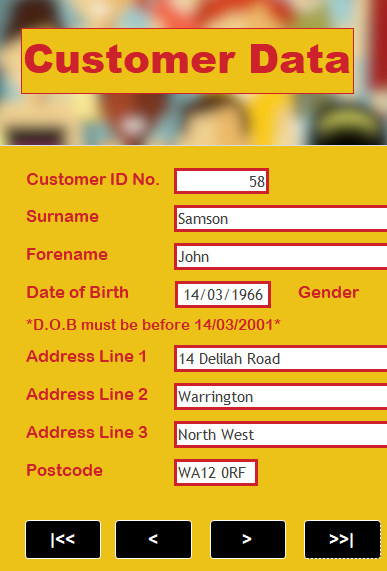 Customer Data
Customer ID No. 58
Surname Samson
Forename John
Date of Birth 14/03/1966 Gender
*D.O.B must be before 14/03/2001*
Address Line 1 14 Delilah Road
Address Line 2 Warrington
Address Line 3 North West
Postcode WA12 0RF
|<< < > >>|